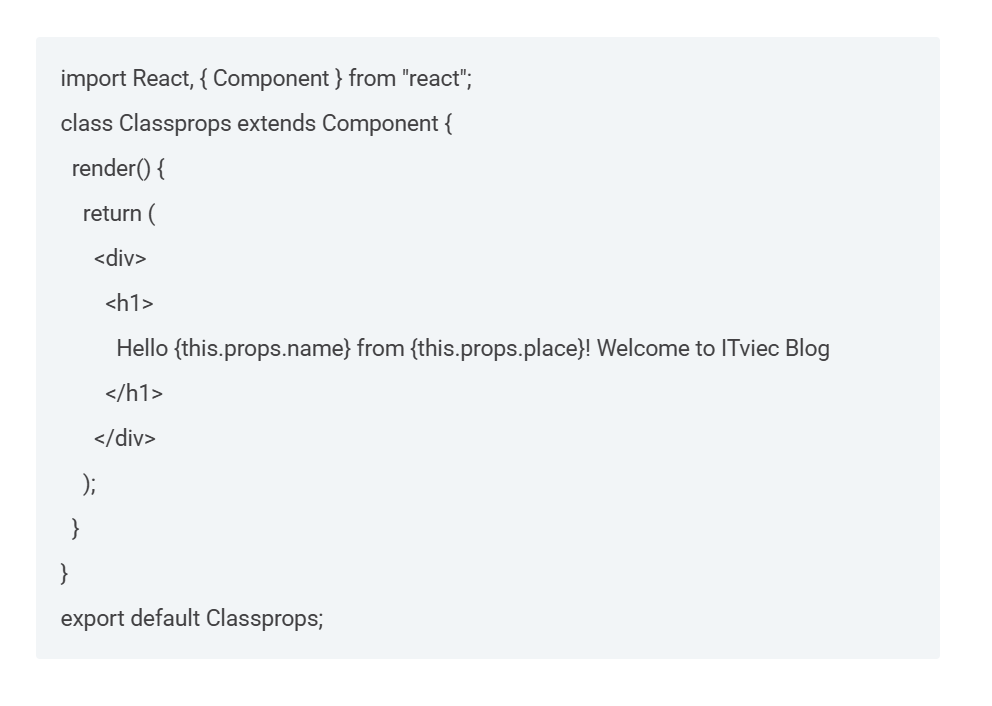 import React, { Component } from "react";
class Classprops extends Component {
render() {
return (
<div>
<h1>
Hello {this.props.name} from {this.props.place}! Welcome to ITviec Blog
</h1>
</div>
);
}
}
export default Classprops;